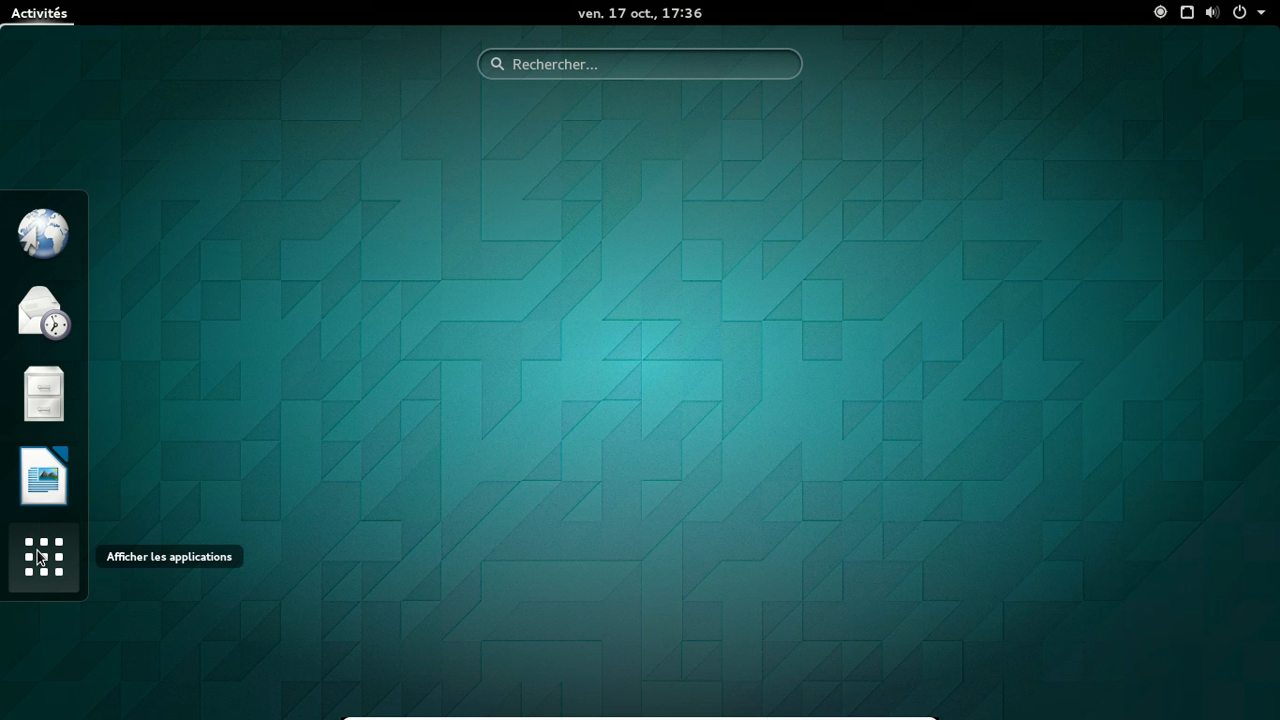 Activités
ven. 17 oct., 17:36
Rechercher...
Afficher les applications